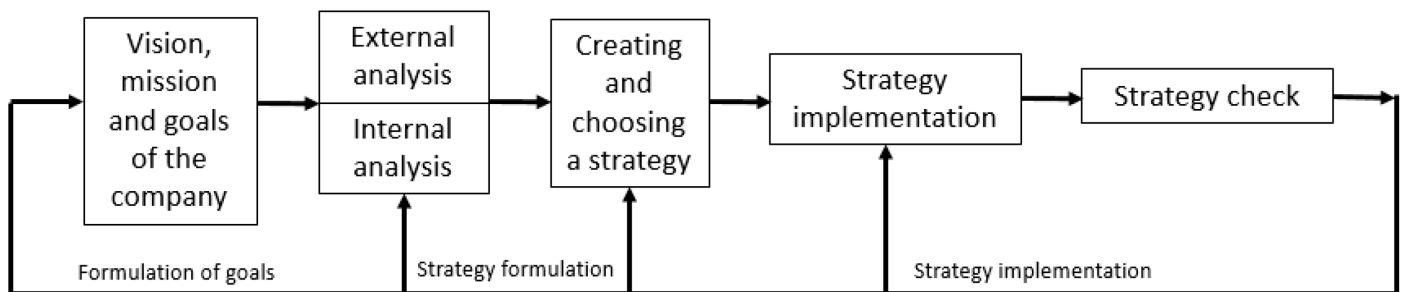 Vision,
mission
and goals
of the
company
External
analysis
Internal
analysis
Creating
and
choosing
a strategy
Strategy
implementation
Strategy check
Formulation of goals
Strategy formulation
Strategy implementation